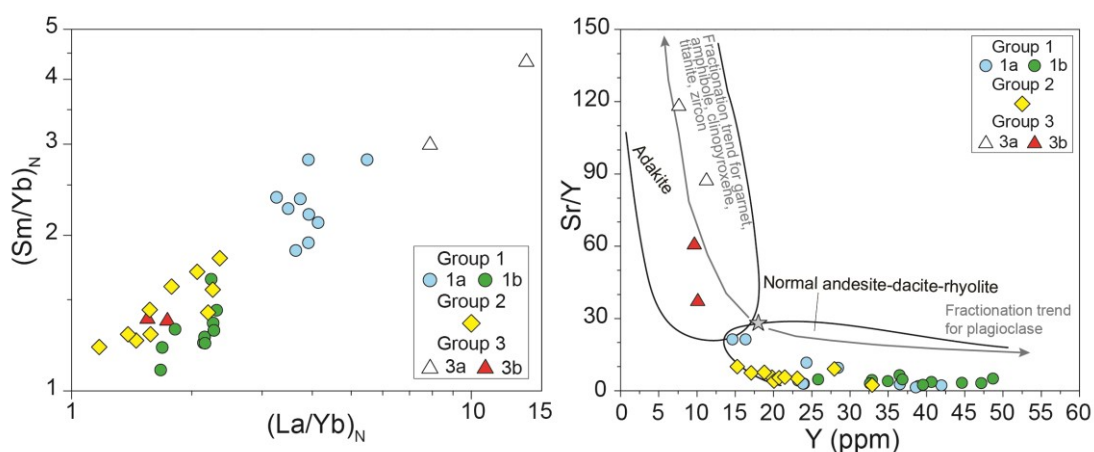 5
4
3
2
1
(Sm/Yb)N
1
10
15
(La/Yb)N
Group 1
1a 1b
Group 2
Group 3
3a 3b
150
120
90
60
30
0
Sr/Y
0 5 10 15 20 25 30 35 40 45 50 55 60
Y (ppm)
Adakite
Fractionation trend for garnet,
amphibole, clinopyroxene,
titanite, zircon
Normal andesite-dacite-rhyolite
Fractionation trend
for plagioclase
Group 1
1a 1b
Group 2
Group 3
3a 3b